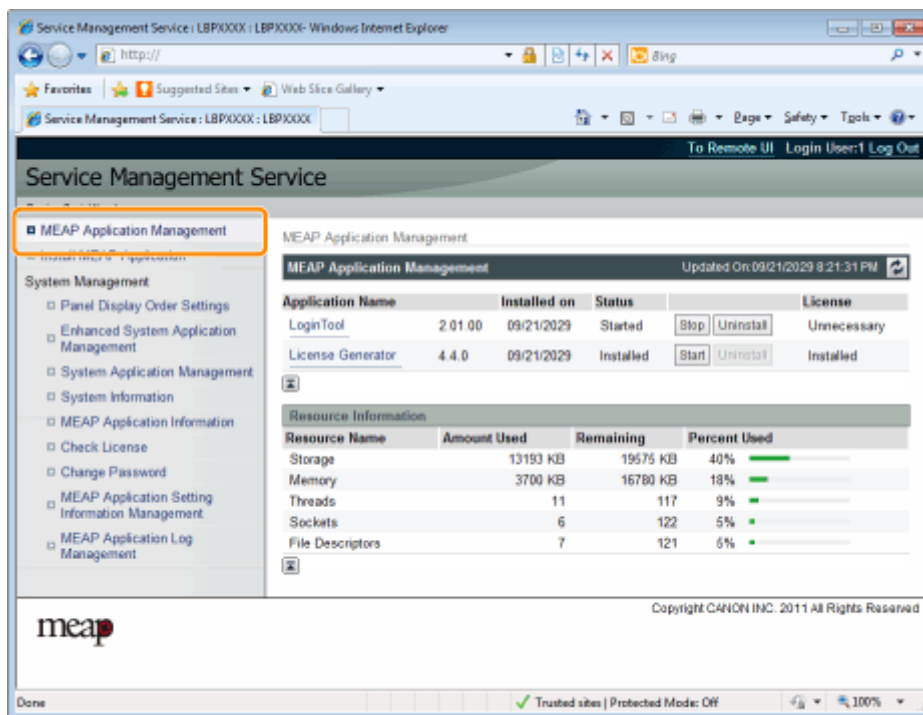 Service Management Service : LBPXXXX : LBPXXXX- Windows Internet Explorer
http://
Bing
Favorites Suggested Sites Web Slice Gallery
Service Management Service : LBPXXXX : LBPXXXX
Page Safety Tools
To Remote UI Login User:1 Log Out
Service Management Service
MEAP Application Management
Install MEAP Application
System Management
Panel Display Order Settings
Enhanced System Application
Management
System Application Management
System Information
MEAP Application Information
Check License
Change Password
MEAP Application Setting
Information Management
MEAP Application Log
Management
MEAP Application Management
MEAP Application Management Updated On:09/21/2029 8:21:31 PM
Application Name Installed on Status License
LoginTool 2.01.00 09/21/2029 Started Stop Uninstall Unnecessary
License Generator 4.4.0 09/21/2029 Installed Start Uninstall Installed
Resource Information
Resource Name Amount Used Remaining Percent Used
Storage 13193 KB 19575 KB 40%
Memory 3700 KB 16780 KB 18%
Threads 11 117 9%
Sockets 6 122 5%
File Descriptors 7 121 6%
Copyright CANON INC. 2011 All Rights Reserved
meap
Done Trusted sites | Protected Mode: Off 100%